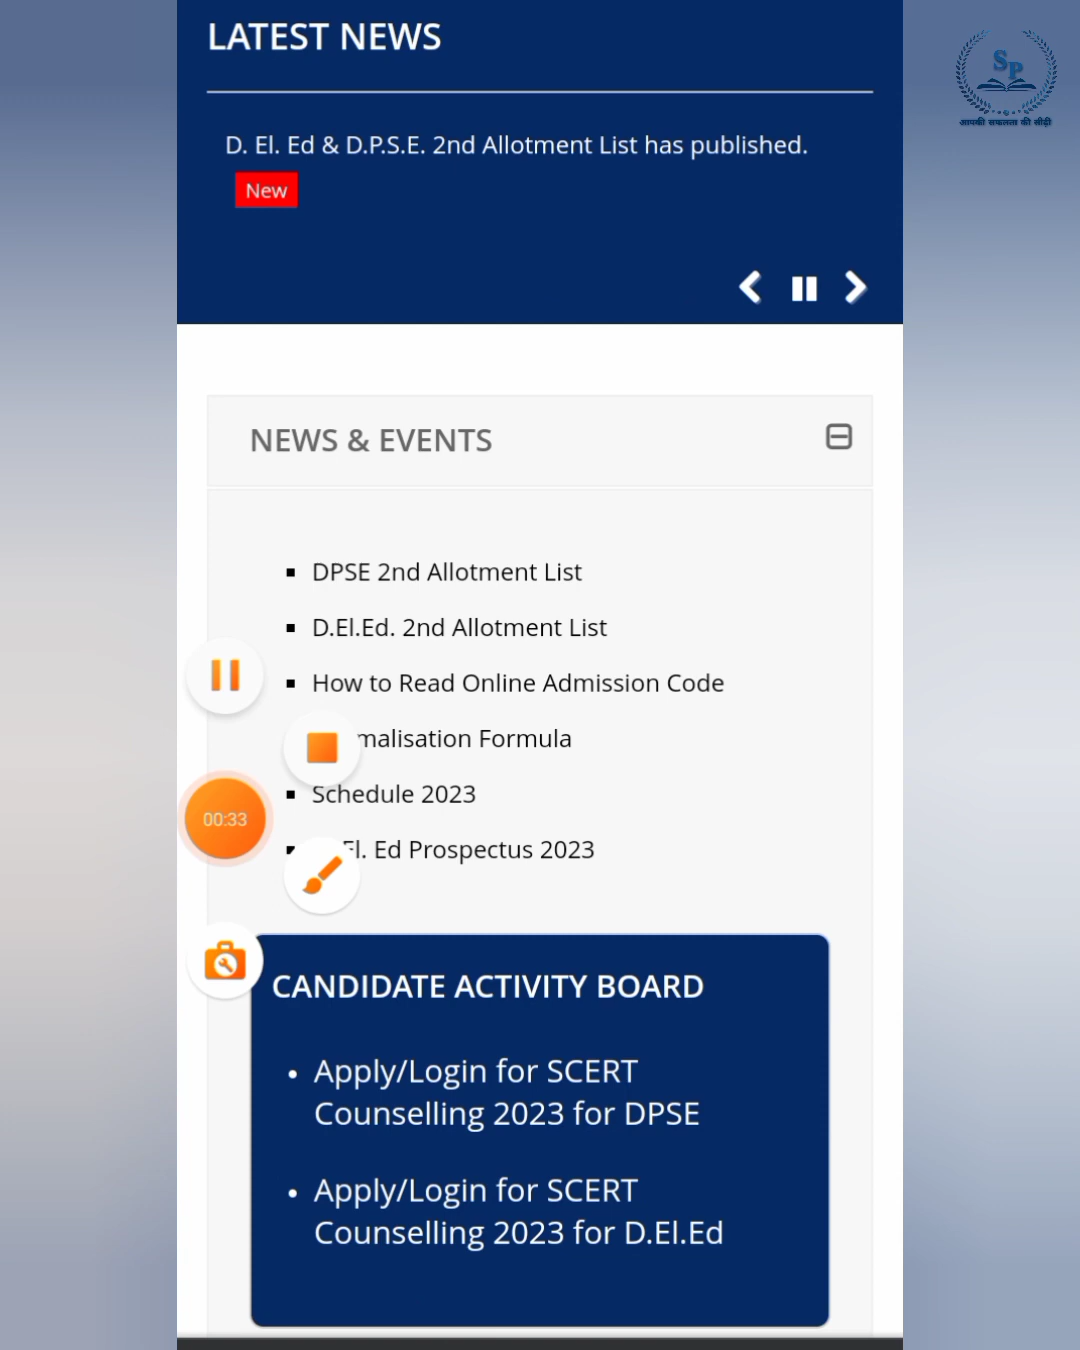 LATEST NEWS
SP
आपकी सफलता की सीढ़ी
D. El. Ed & D.P.S.E. 2nd Allotment List has published.
New
NEWS & EVENTS
DPSE 2nd Allotment List
D.El.Ed. 2nd Allotment List
How to Read Online Admission Code
malisation Formula
Schedule 2023
00:33
El. Ed Prospectus 2023
CANDIDATE ACTIVITY BOARD
Apply/Login for SCERT
Counselling 2023 for DPSE
Apply/Login for SCERT
Counselling 2023 for D.El.Ed